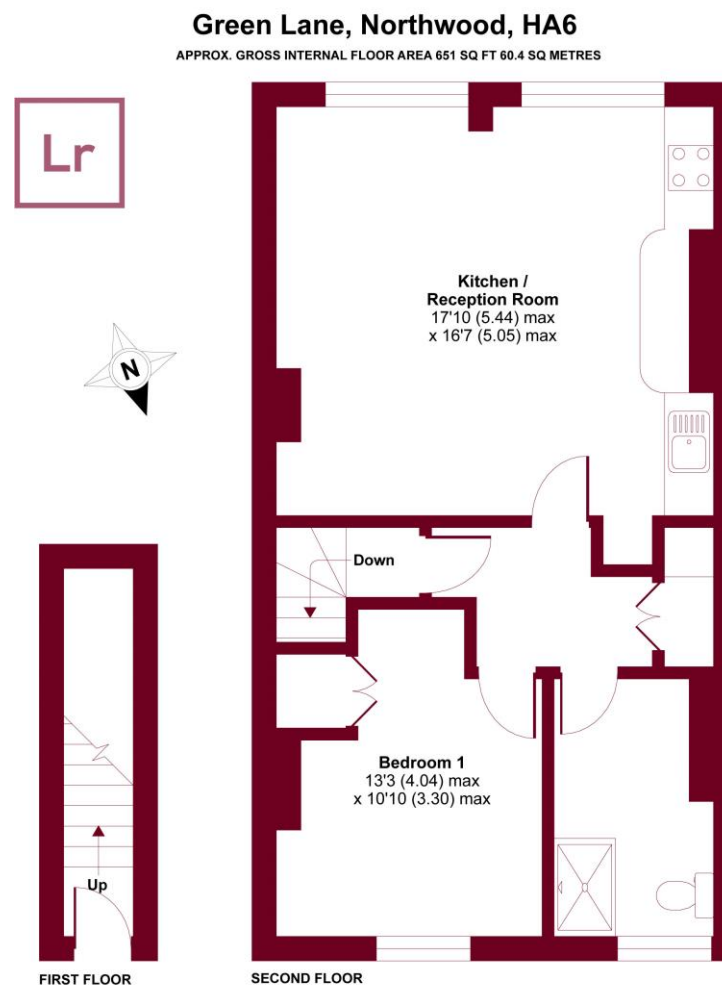 Green Lane, Northwood, HA6
APPROX. GROSS INTERNAL FLOOR AREA 651 SQ FT 60.4 SQ METRES
Lr
N
Kitchen /
Reception Room
17'10 (5.44) max
x 16'7 (5.05) max
Down
Bedroom 1
13'3 (4.04) max
x 10'10 (3.30) max
Up
FIRST FLOOR
SECOND FLOOR